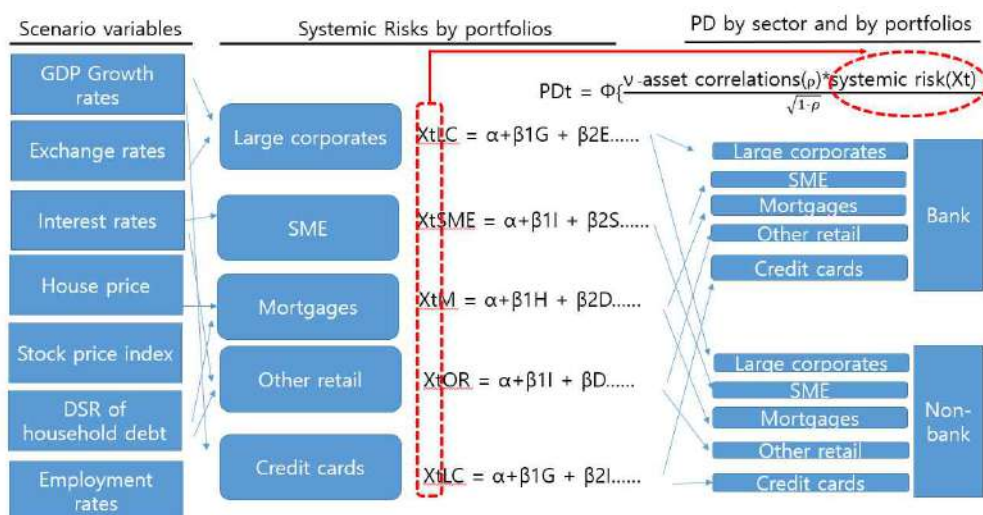 Scenario variables
Systemic Risks by portfolios
PD by sector and by portfolios
GDP Growth
rates
Exchange rates
Interest rates
House price
Stock price index
DSR of
household debt
Employment
rates
Large corporates
SME
Mortgages
Other retail
Credit cards
PDt = Φ{ν-asset correlations(ρ)*systemic risk(Xt)
√1-ρ
XtLC = α+β1G + β2E......
XtSME = α+β1I + β2S......
XtM = α+β1H + β2D......
XtOR = α+β1I + βD......
XtLC = α+β1G + β2I......
Large corporates
SME
Mortgages
Other retail
Credit cards
Bank
Large corporates
SME
Mortgages
Other retail
Credit cards
Non-
bank